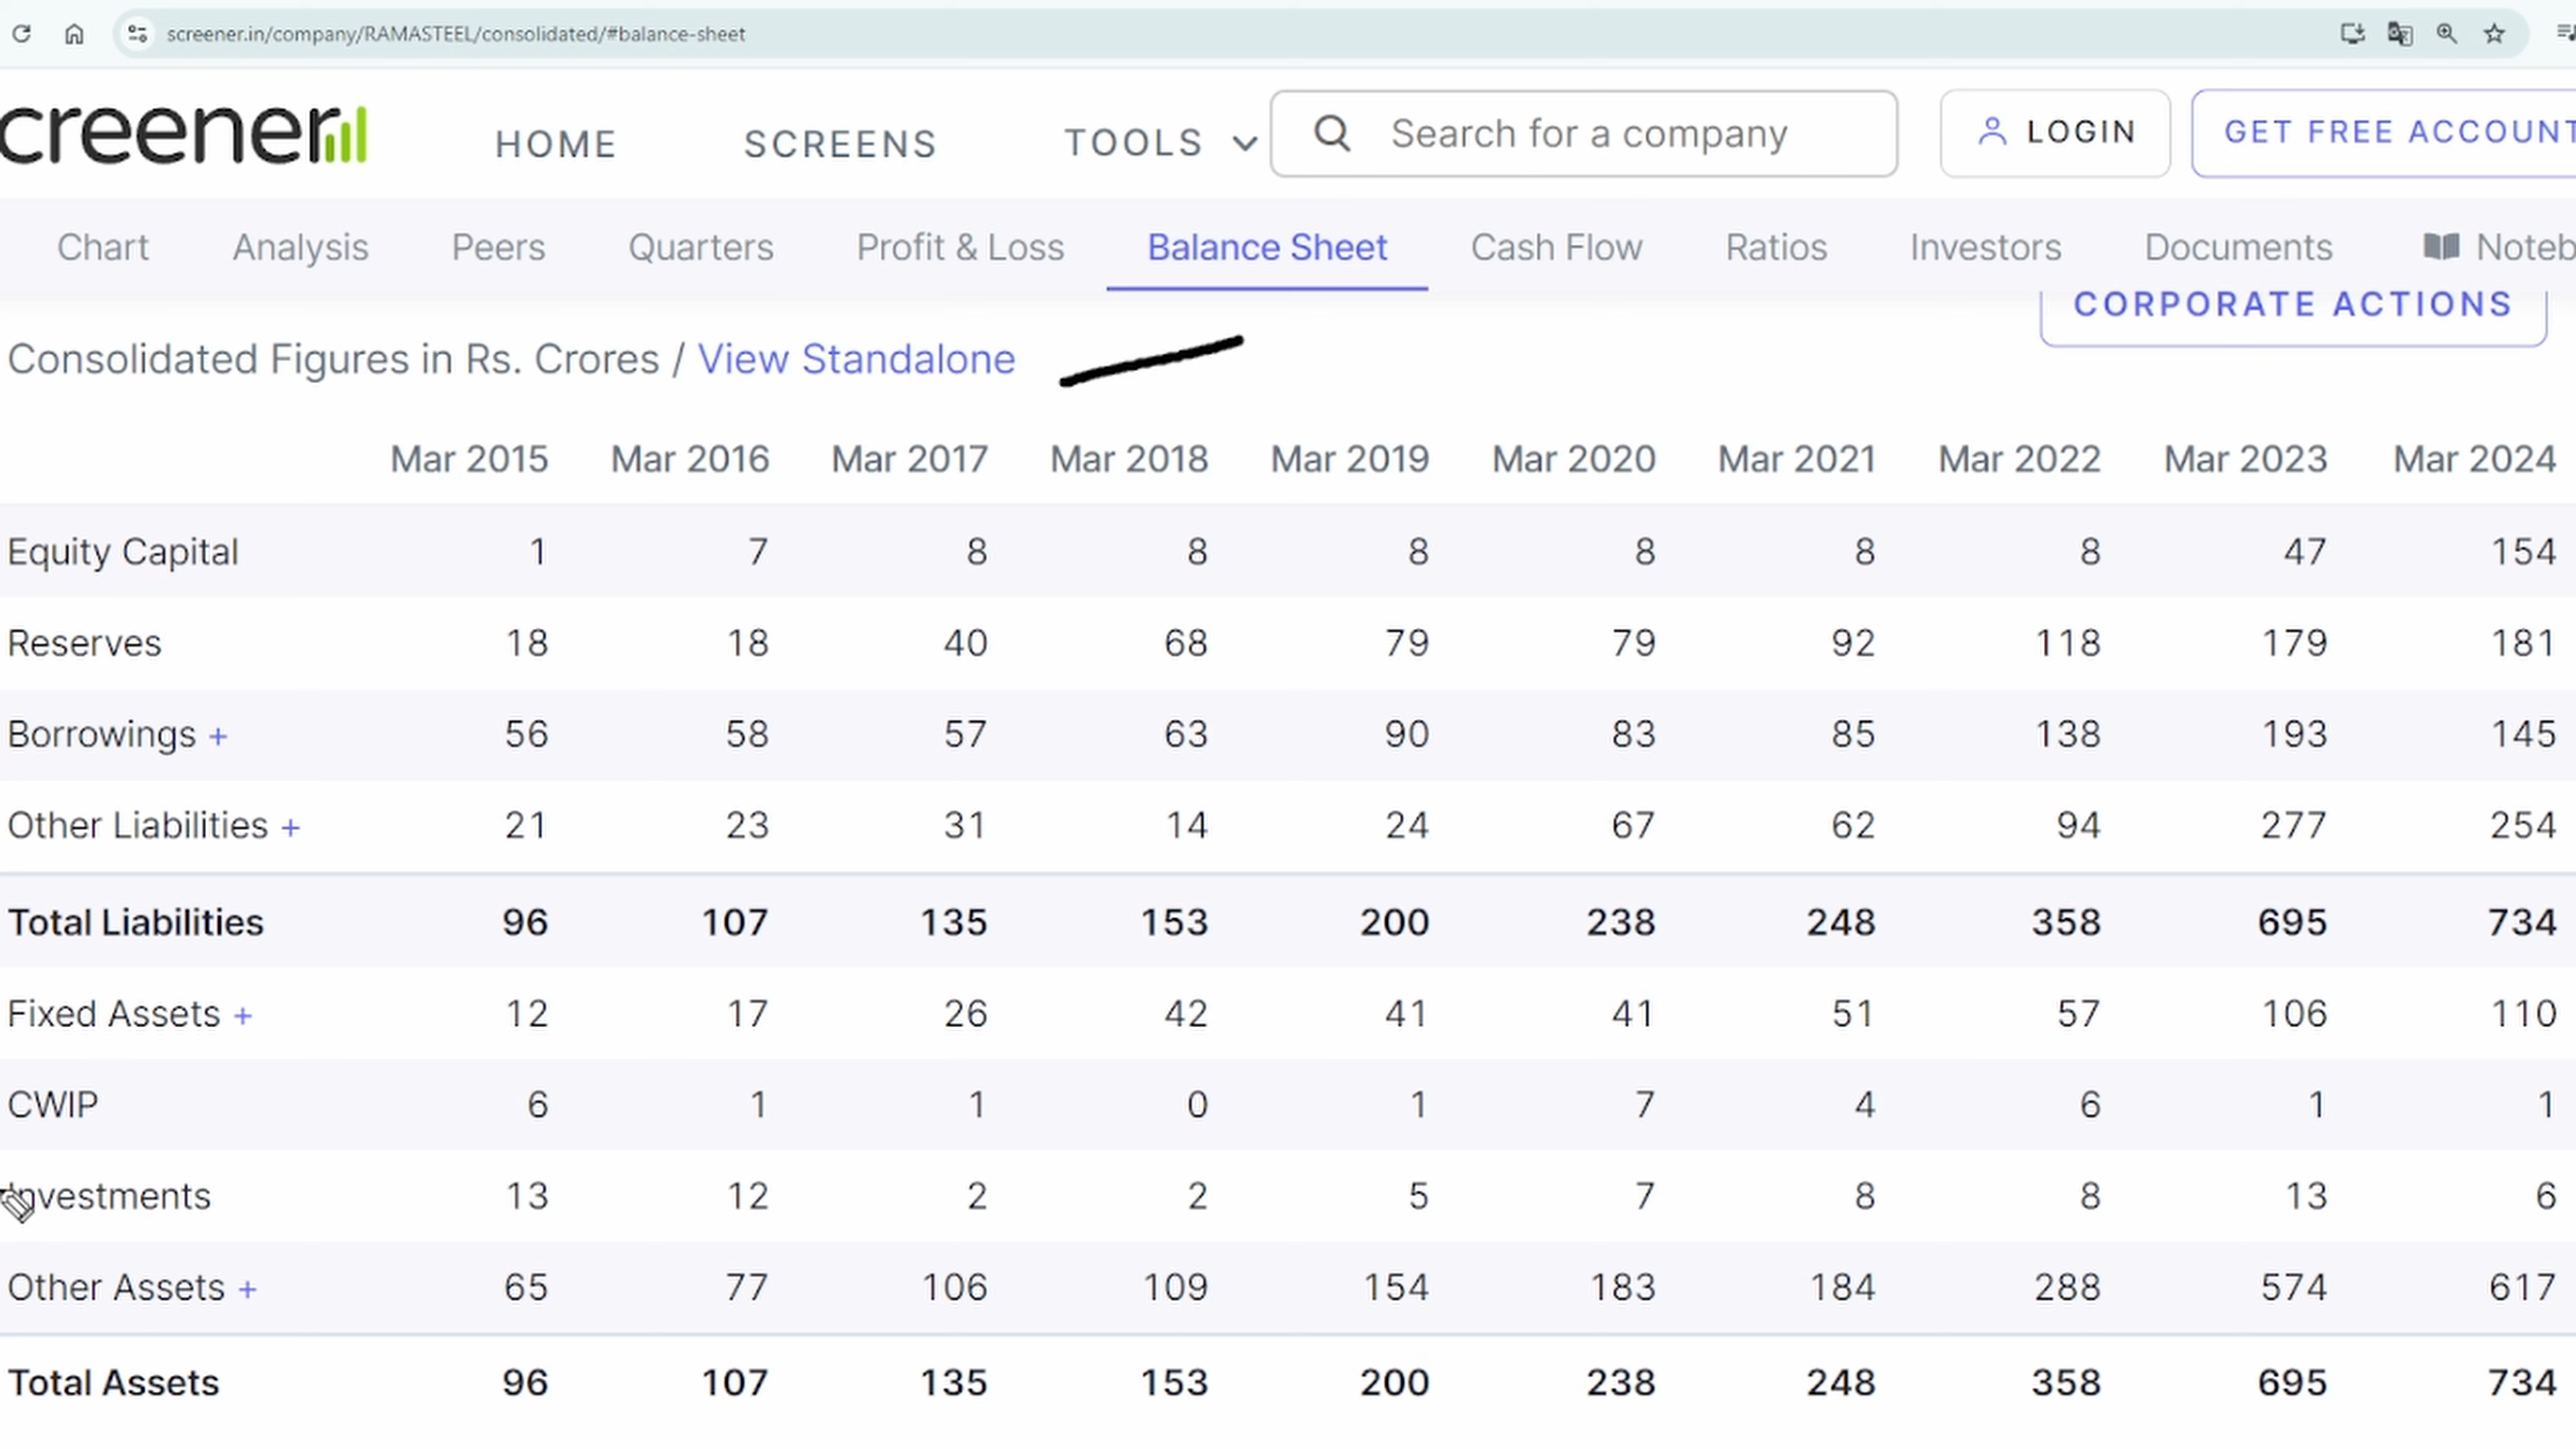 screener.in/company/RAMASTEEL/consolidated/#balance-sheet
creener HOME SCREENS TOOLS Search for a company LOGIN GET FREE ACCOUNT
Chart Analysis Peers Quarters Profit & Loss Balance Sheet Cash Flow Ratios Investors Documents Noteb
CORPORATE ACTIONS
Consolidated Figures in Rs. Crores / View Standalone
Mar 2015 Mar 2016 Mar 2017 Mar 2018 Mar 2019 Mar 2020 Mar 2021 Mar 2022 Mar 2023 Mar 2024
Equity Capital 1 7 8 8 8 8 8 8 47 154
Reserves 18 18 40 68 79 79 92 118 179 181
Borrowings + 56 58 57 63 90 83 85 138 193 145
Other Liabilities + 21 23 31 14 24 67 62 94 277 254
Total Liabilities 96 107 135 153 200 238 248 358 695 734
Fixed Assets + 12 17 26 42 41 41 51 57 106 110
CWIP 6 1 1 0 1 7 4 6 1 1
Investments 13 12 2 2 5 7 8 8 13 6
Other Assets + 65 77 106 109 154 183 184 288 574 617
Total Assets 96 107 135 153 200 238 248 358 695 734